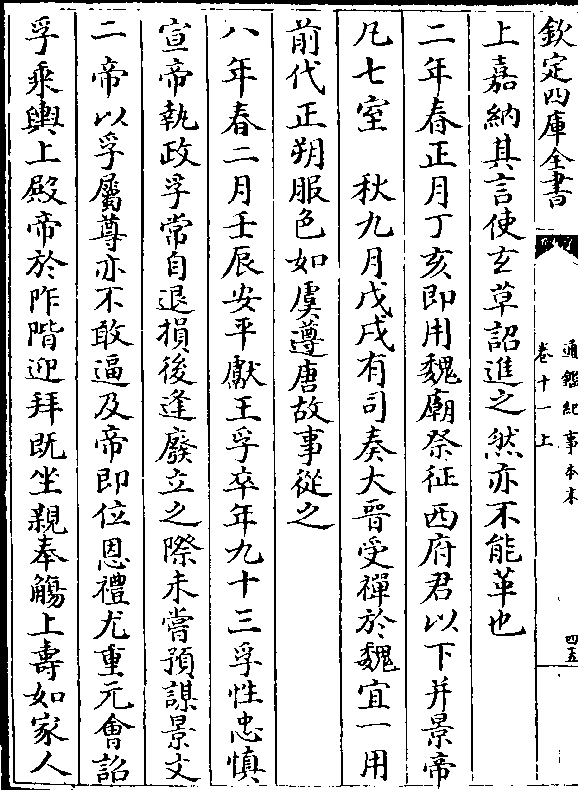 欽定四庫全書
通鑑紀事本末
卷十一上
四五
上嘉納其言使玄草詔進之然亦不能革也
二年春正月丁亥即用魏廟祭征西府君以下并景帝
凡七室　秋九月戊戌有司奏大晉受禪於魏宜一用
前代正朔服色如虞遵唐故事從之
八年春二月壬辰安平獻王孚卒年九十三孚性忠慎
宣帝執政孚常自退損後逢廢立之際未嘗預謀景文
二帝以孚屬尊亦不敢逼及帝即位恩禮尤重元會詔
孚乘輿上殿帝於阼階迎拜既坐親奉觴上壽如家人